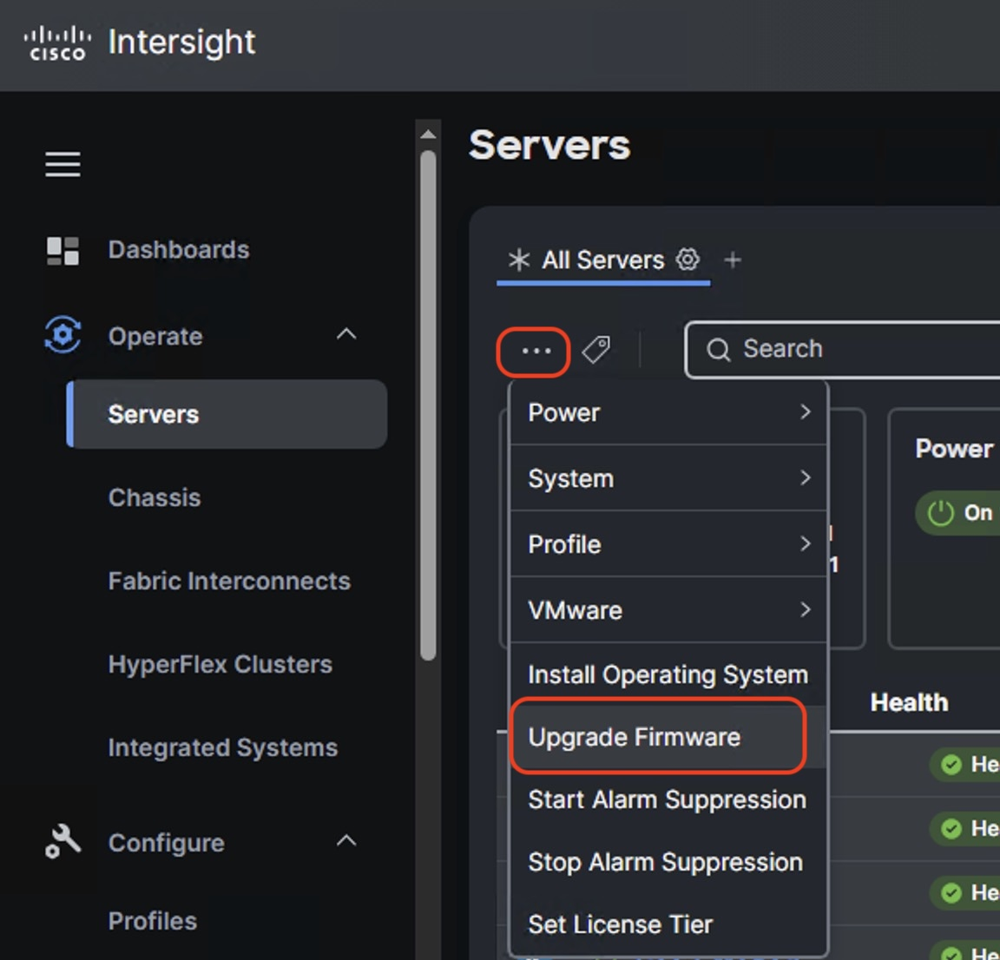 CISCO Intersight
Dashboards
Operate
Servers
Chassis
Fabric Interconnects
HyperFlex Clusters
Integrated Systems
Configure
Profiles
Servers
All Servers
Search
Power
System
Profile
VMware
Install Operating System
Upgrade Firmware
Start Alarm Suppression
Stop Alarm Suppression
Set License Tier
1
Power
On
Health
He
He
He
He